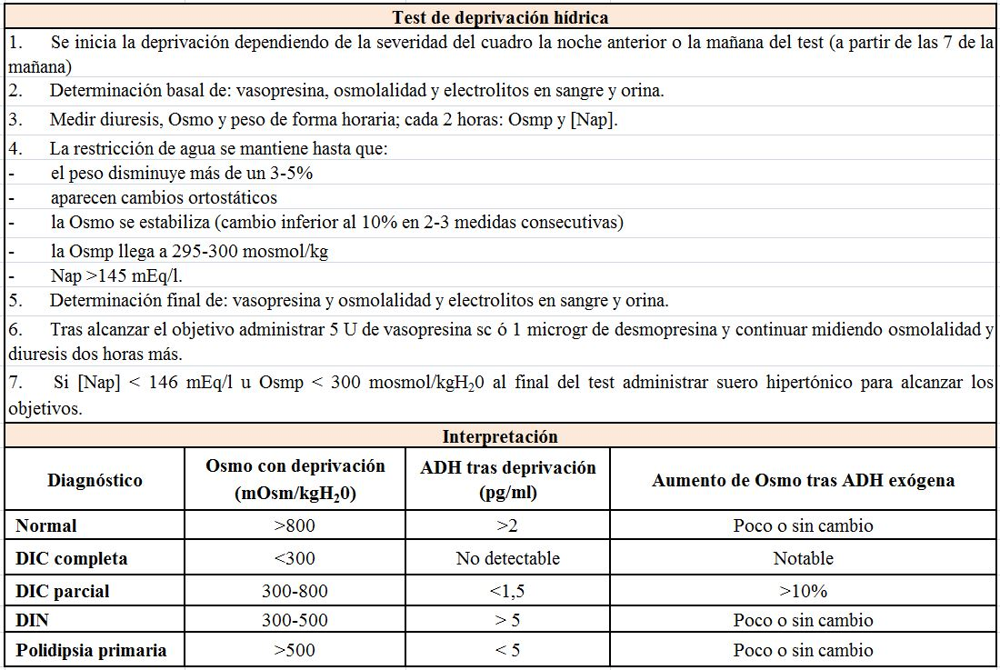 Test de deprivación hídrica
1. Se inicia la deprivación dependiendo de la severidad del cuadro la noche anterior o la mañana del test (a partir de las 7 de la
mañana)
2. Determinación basal de: vasopresina, osmolalidad y electrolitos en sangre y orina.
3. Medir diuresis, Osmo y peso de forma horaria; cada 2 horas: Osmp y [Nap].
4. La restricción de agua se mantiene hasta que:
- el peso disminuye más de un 3-5%
- aparecen cambios ortostáticos
- la Osmo se estabiliza (cambio inferior al 10% en 2-3 medidas consecutivas)
- la Osmp llega a 295-300 mosmol/kg
- Nap >145 mEq/l.
5. Determinación final de: vasopresina y osmolalidad y electrolitos en sangre y orina.
6. Tras alcanzar el objetivo administrar 5 U de vasopresina sc ó 1 microgr de desmopresina y continuar midiendo osmolalidad y
diuresis dos horas más.
7. Si [Nap] < 146 mEq/l u Osmp < 300 mosmol/kgH₂0 al final del test administrar suero hipertónico para alcanzar los
objetivos.
Interpretación
Diagnóstico Osmo con deprivación (mOsm/kgH₂0) ADH tras deprivación (pg/ml) Aumento de Osmo tras ADH exógena
Normal >800 >2 Poco o sin cambio
DIC completa <300 No detectable Notable
DIC parcial 300-800 <1,5 >10%
DIN 300-500 > 5 Poco o sin cambio
Polidipsia primaria >500 < 5 Poco o sin cambio